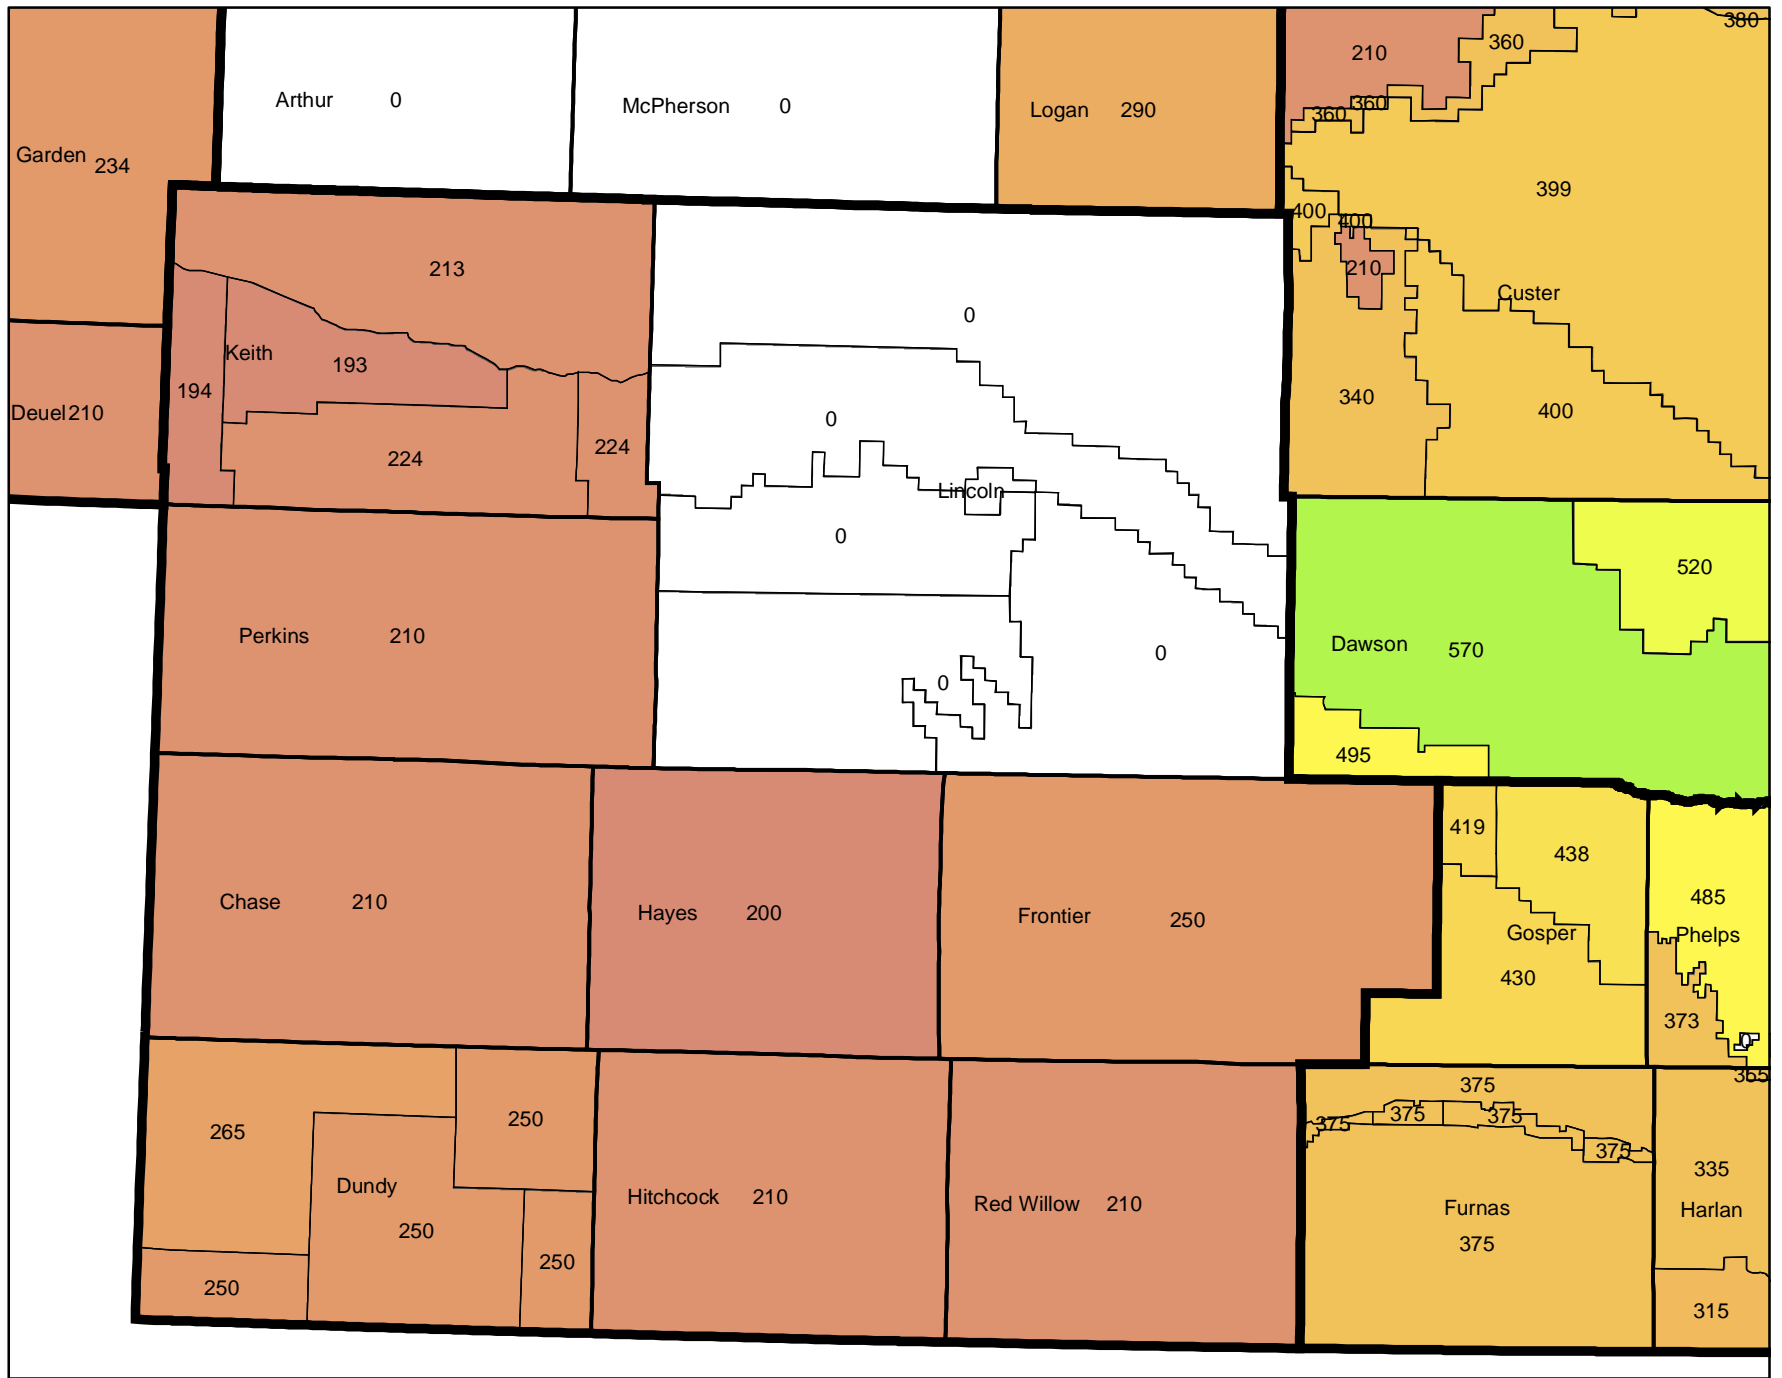 380
360
210
Arthur 0
McPherson 0
Logan 290
360
360
Garden 234
399
400
400
213
210
Custer
0
Keith 193
194
Deuel 210
340
400
0
224
224
Lincoln
0
520
Perkins 210
Dawson 570
0
0
495
419
438
Chase 210
Hayes 200
Frontier 250
485
Gosper
Phelps
430
373
0
355
375
250
375
375
375
265
375
335
Dundy
Hitchcock 210
Red Willow 210
Furnas
Harlan
250
375
250
250
315